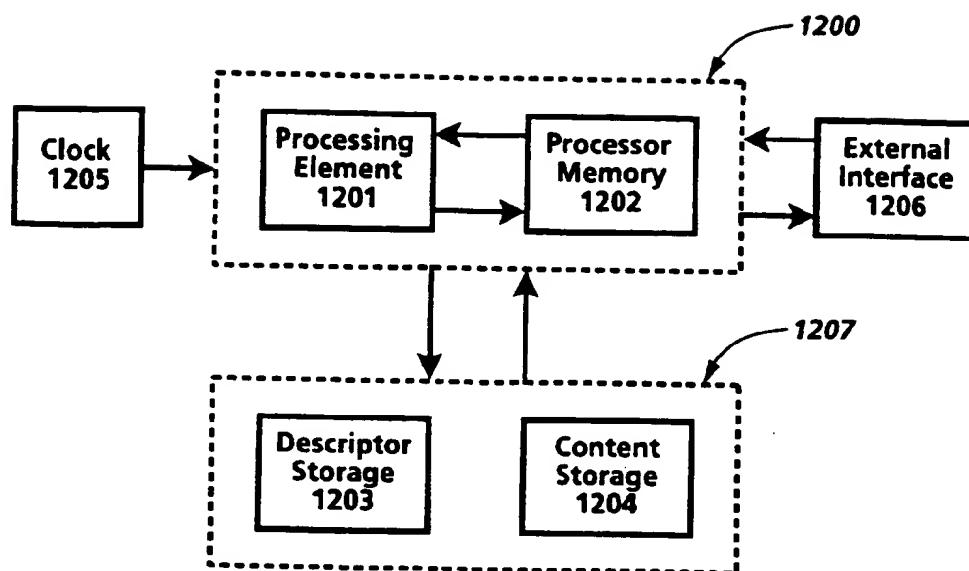 1200
Clock
1205
Processing
Element
1201
Processor
Memory
1202
External
Interface
1206
1207
Descriptor
Storage
1203
Content
Storage
1204